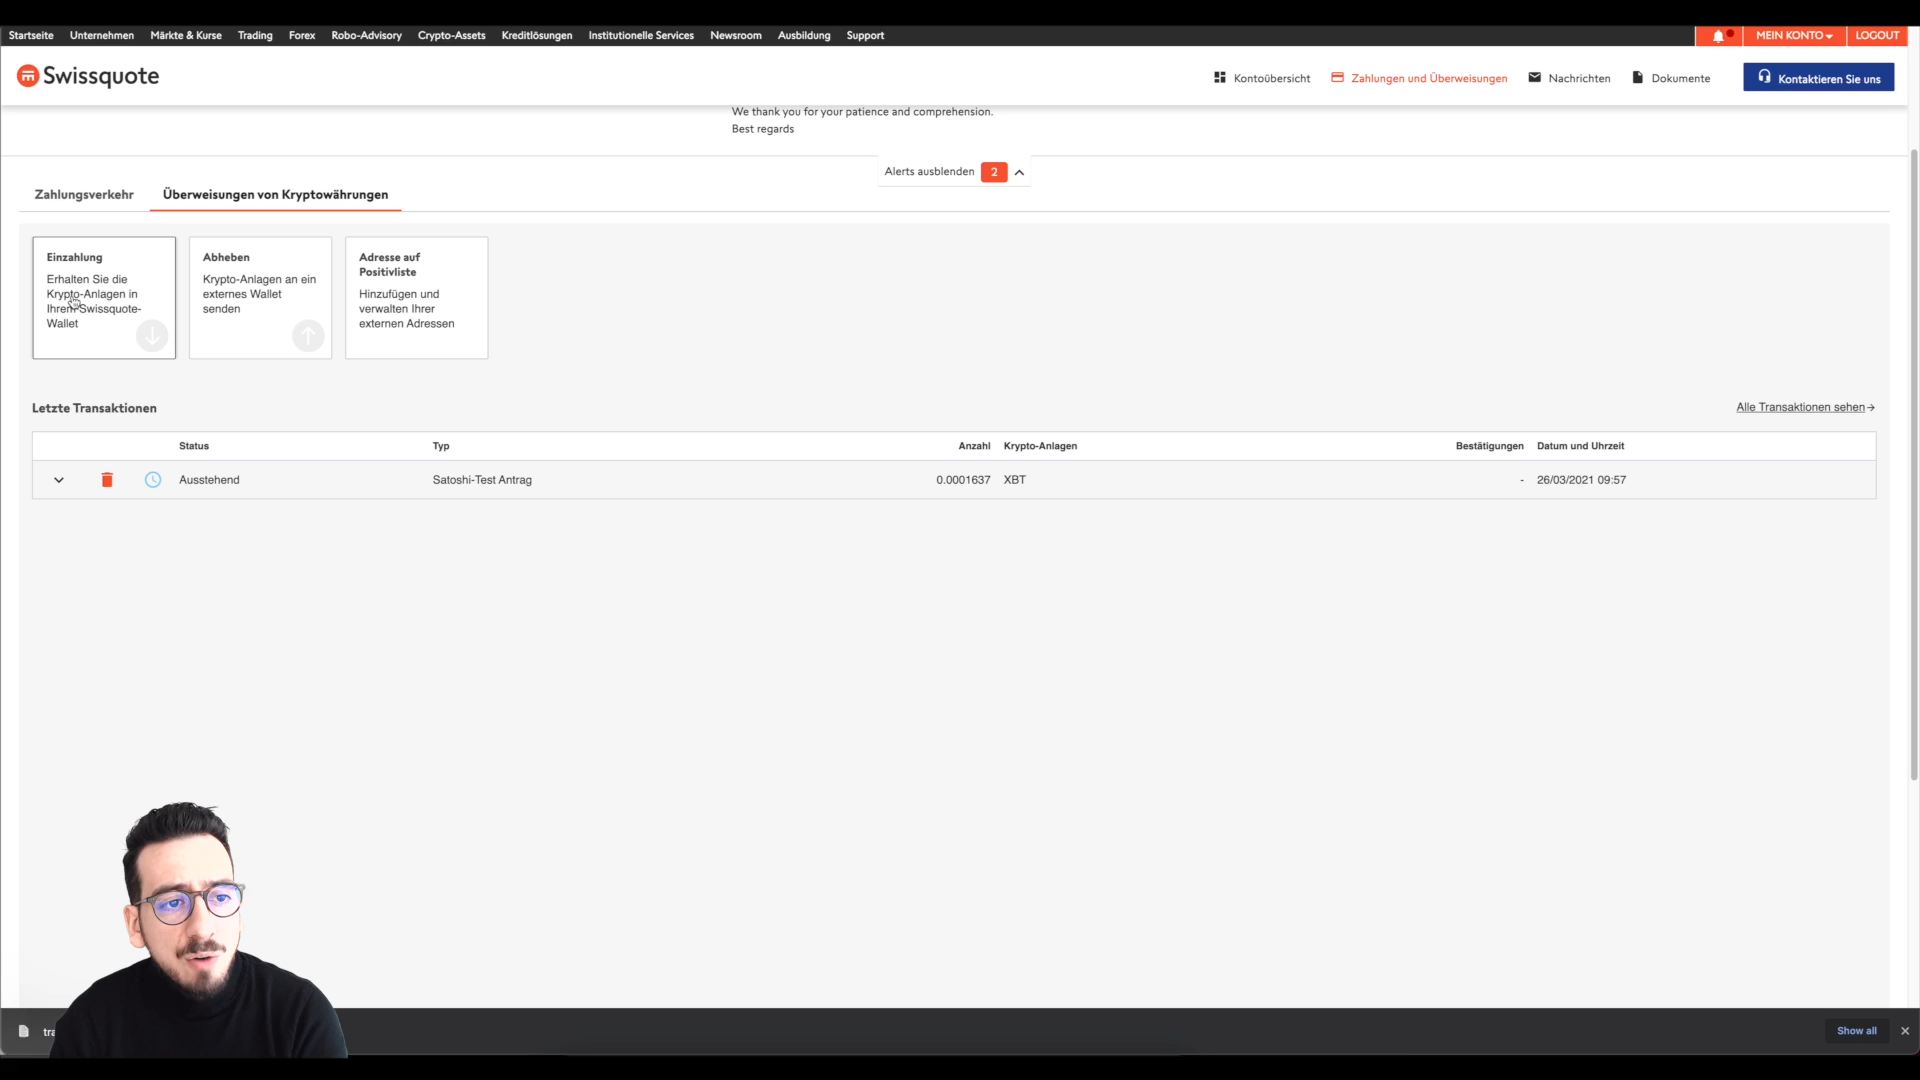 Startseite Unternehmen Märkte & Kurse Trading Forex Robo-Advisory Crypto-Assets Kreditlösungen Institutionelle Services Newsroom Ausbildung Support MEIN KONTO LOGOUT
Swissquote
Kontoübersicht Zahlungen und Überweisungen Nachrichten Dokumente Kontaktieren Sie uns
We thank you for your patience and comprehension.
Best regards
Alerts ausblenden 2
Zahlungsverkehr Überweisungen von Kryptowährungen
Einzahlung
Erhalten Sie die
Krypto-Anlagen in
Ihrem Swissquote-
Wallet
Abheben
Krypto-Anlagen an ein
externes Wallet
senden
Adresse auf
Positivliste
Hinzufügen und
verwalten Ihrer
externen Adressen
Letzte Transaktionen
Alle Transaktionen sehen
Status Typ Anzahl Krypto-Anlagen Bestätigungen Datum und Uhrzeit
Ausstehend Satoshi-Test Antrag 0.0001637 XBT - 26/03/2021 09:57
Show all